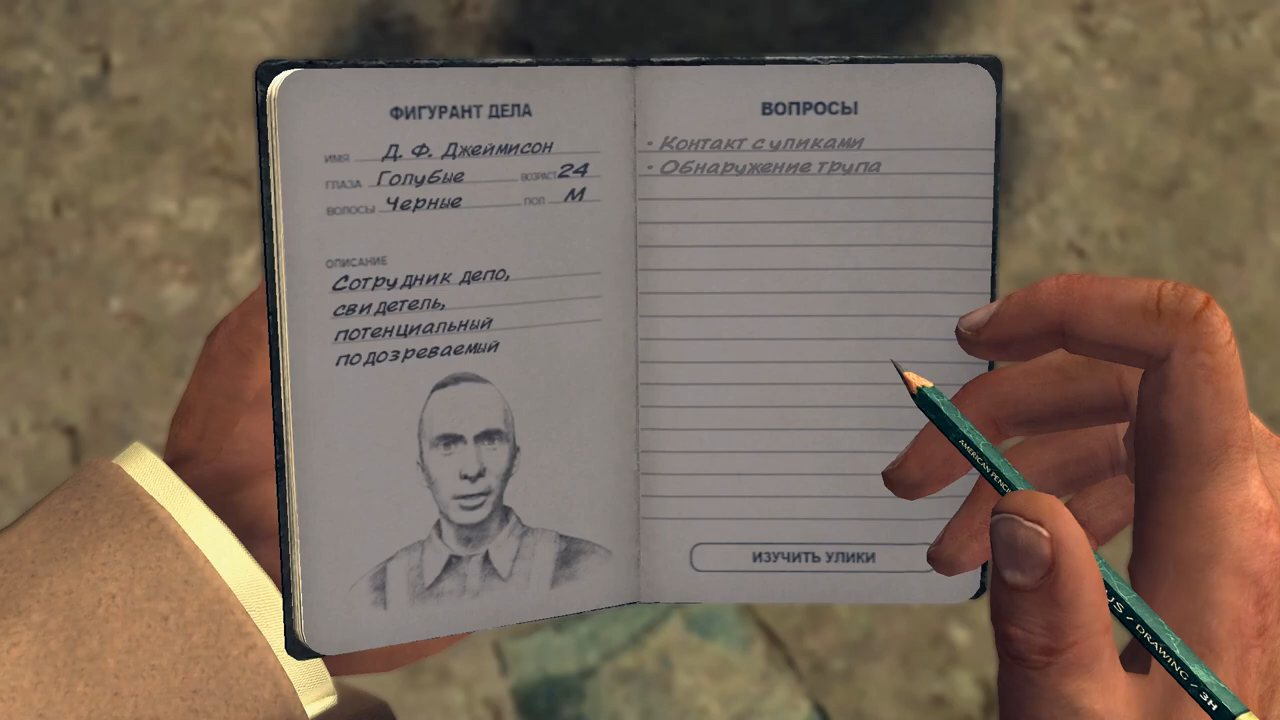 ФИГУРАНТ ДЕЛА
ИМЯ Д. Ф. Джеймисон
ГЛАЗА Голубые ВОЗРАСТ 24
ВОЛОСЫ Черные ПОЛ М
ОПИСАНИЕ
Сотрудник депо,
свидетель,
потенциальный
подозреваемый
ВОПРОСЫ
- Контакт с уликами
- Обнаружение трупа
ИЗУЧИТЬ УЛИКИ
AMERICAN PENCIL
US / DRAWING / 3H